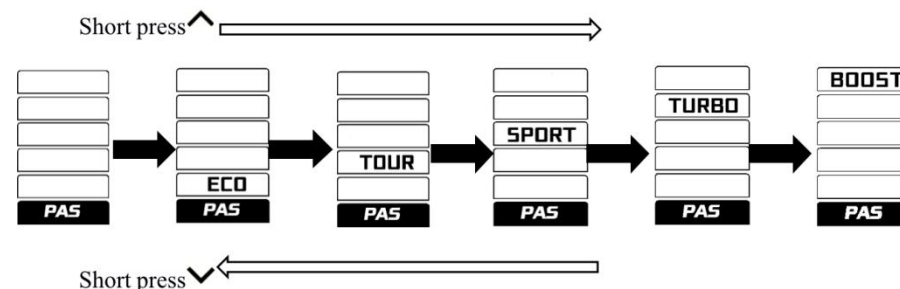 Short press
BOOST
TURBO
SPORT
TOUR
ECO
PAS PAS PAS PAS PAS PAS
Short press